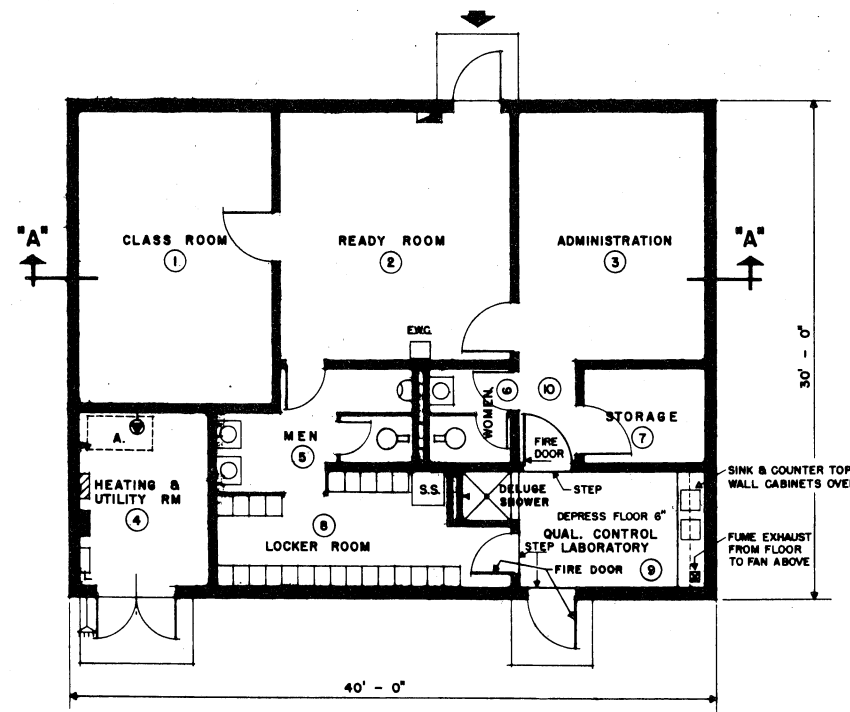 "A"
"A"
CLASS ROOM
1
READY ROOM
2
ADMINISTRATION
3
30' - 0"
E.W.C.
6
10
WOMEN
STORAGE
7
A.
MEN
5
FIRE
DOOR
HEATING &
UTILITY RM
4
S.S.
DELUGE
SHOWER
STEP
SINK & COUNTER TOP
WALL CABINETS OVE
DEPRESS FLOOR 6"
QUAL. CONTROL
LABORATORY
9
8
LOCKER ROOM
STEP
FIRE DOOR
FUME EXHAUST
FROM FLOOR
TO FAN ABOVE
40' - 0"